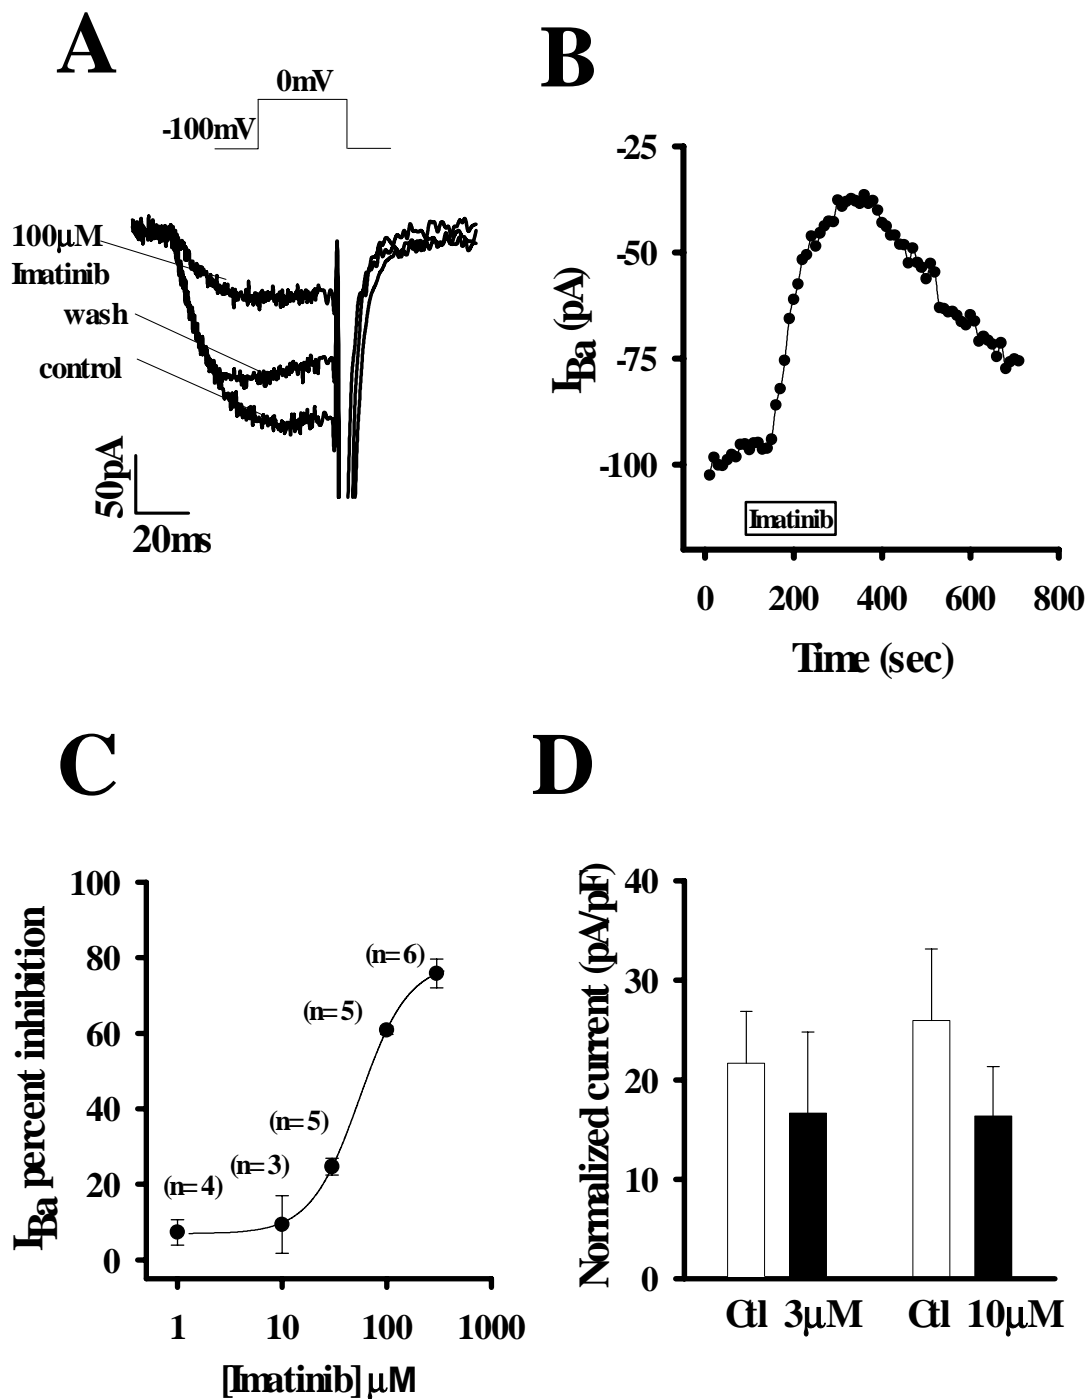 A
0mV
-100mV
100μM
Imatinib
wash
control
50pA
20ms
B
-25
-50
-75
-100
IBa (pA)
Imatinib
0 200 400 600 800
Time (sec)
C
100
80
60
40
20
0
IBa percent inhibition
(n=4)
(n=3)
(n=5)
(n=5)
(n=6)
1 10 100 1000
[Imatinib] μM
D
40
30
20
10
0
Normalized current (pA/pF)
Ctl 3μM Ctl 10μM